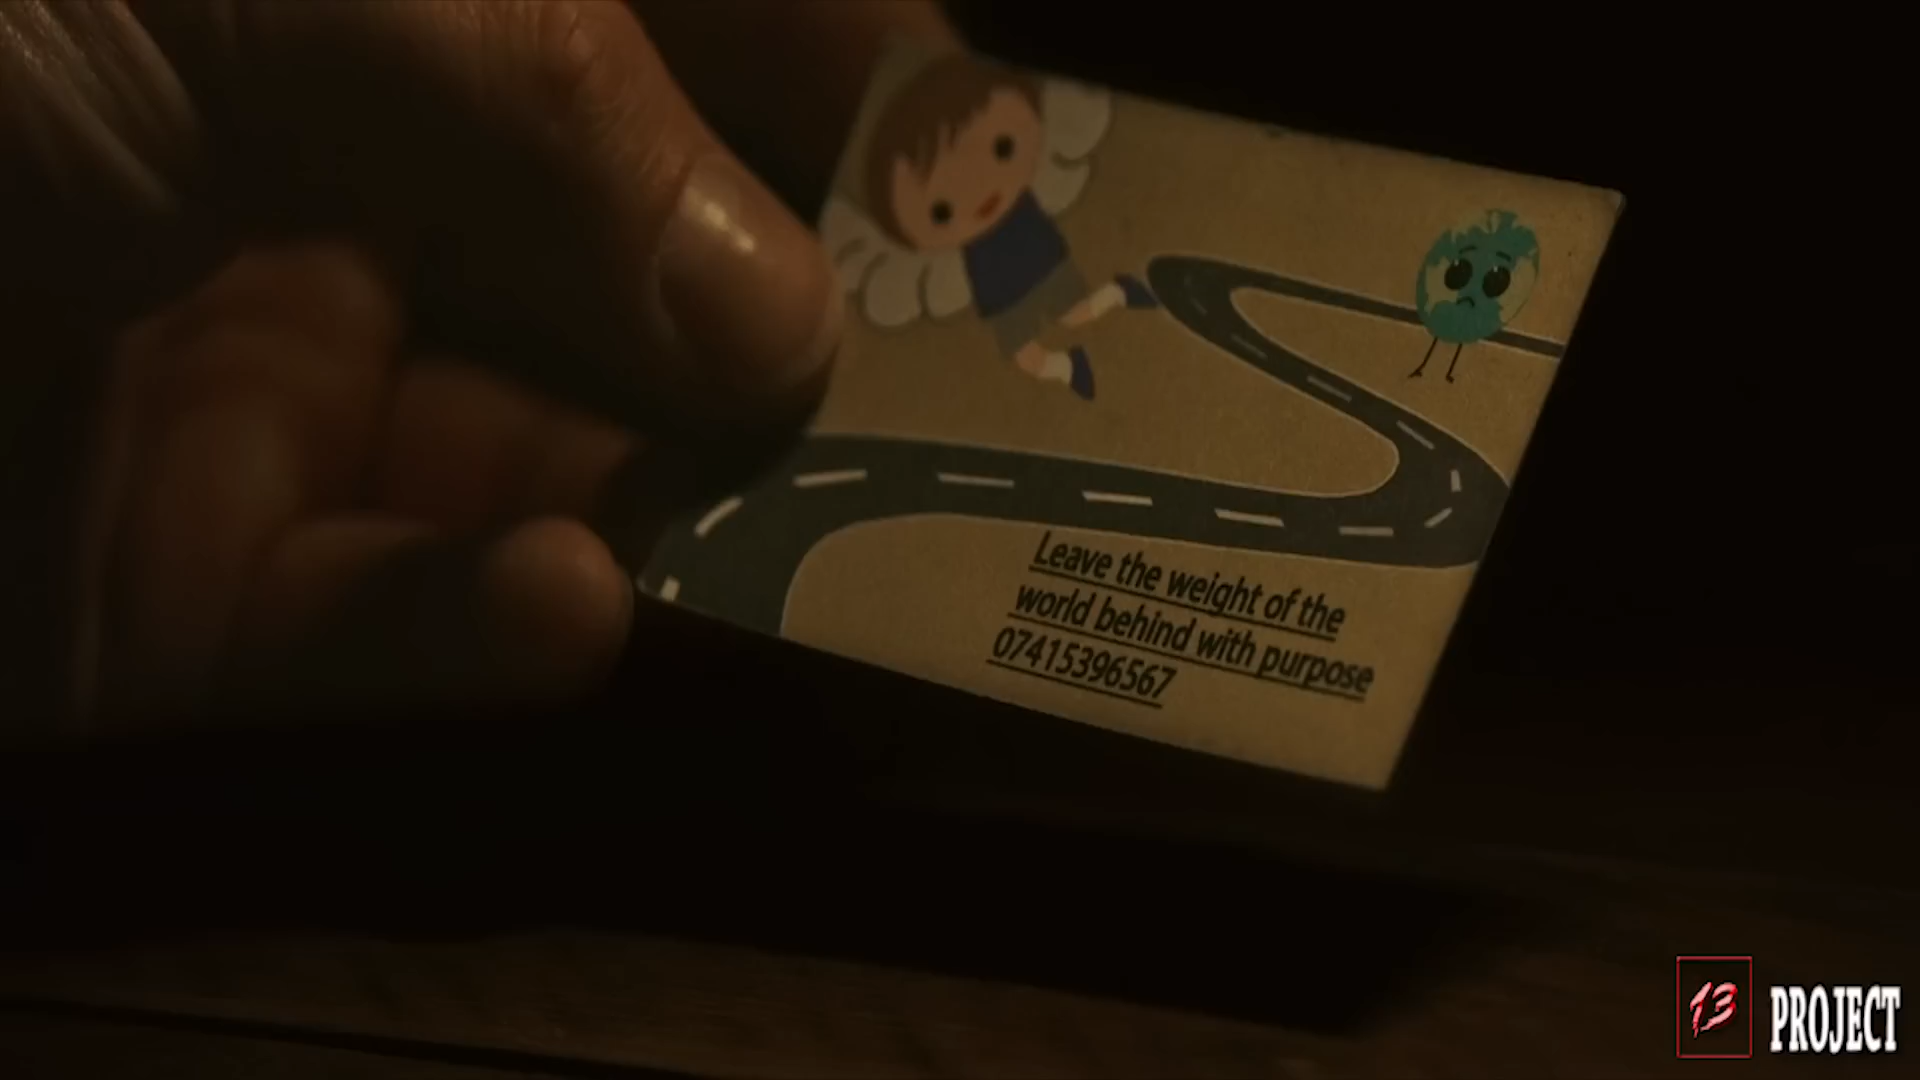 Leave the weight of the
world behind with purpose
07415396567
13
PROJECT